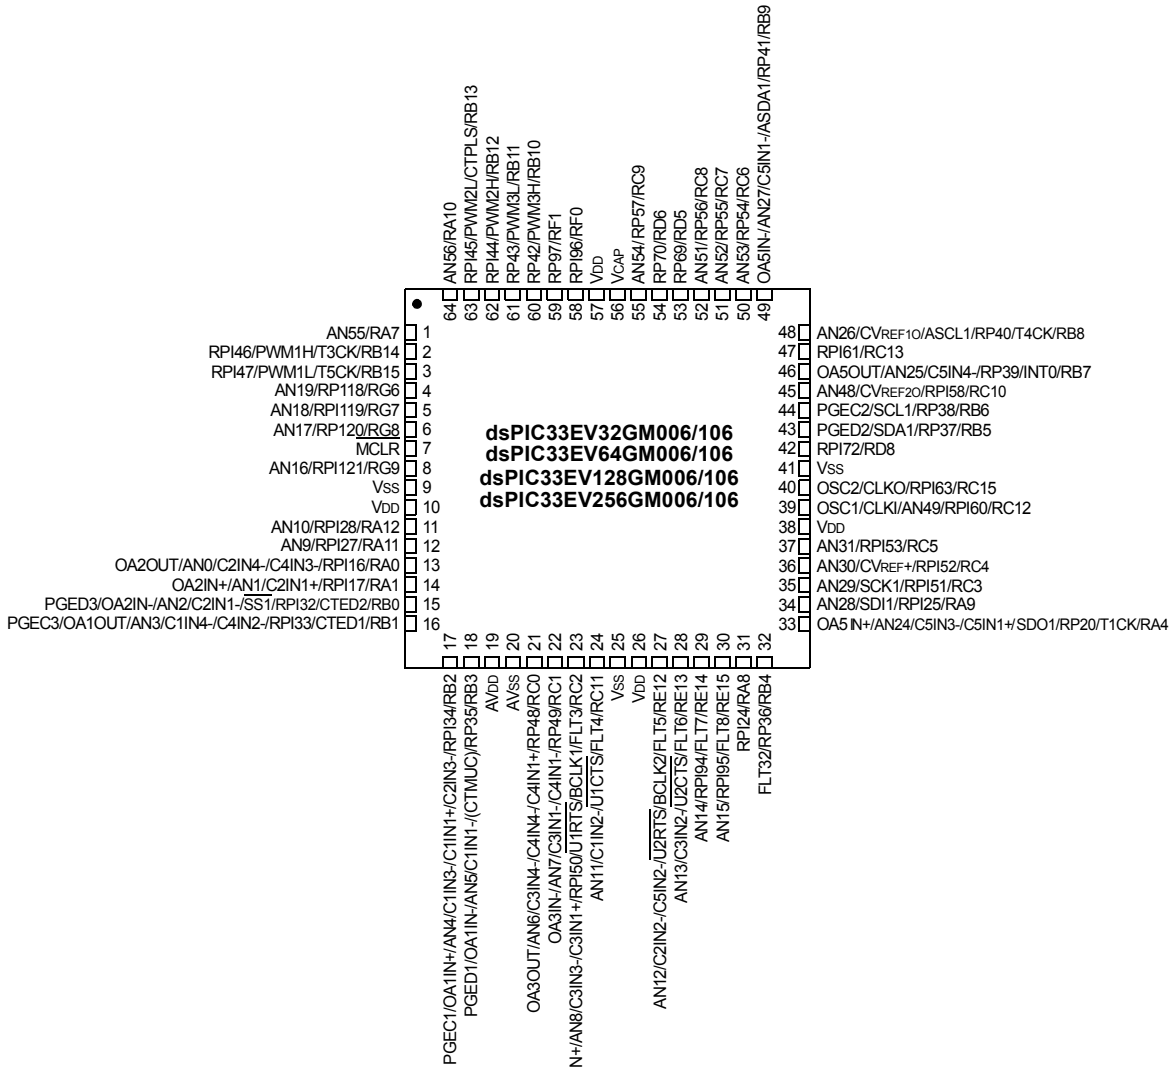 AN56/RA10
RPI45/PWM2L/CTPLS/RB13
RPI44/PWM2H/RB12
RP43/PWM3L/RB11
RP42/PWM3H/RB10
RP97/RF1
RPI96/RF0
VDD
VCAP
AN54/RP57/RC9
RP70/RD6
RP69/RD5
AN51/RP56/RC8
AN52/RP55/RC7
AN53/RP54/RC6
OA5IN-/AN27/C5IN1-/ASDA1/RP41/RB9
64
63
62
61
60
59
58
57
56
55
54
53
52
51
50
49
AN55/RA7 1
RPI46/PWM1H/T3CK/RB14 2
RPI47/PWM1L/T5CK/RB15 3
AN19/RP118/RG6 4
AN18/RPI119/RG7 5
AN17/RP120/RG8 6
MCLR 7
AN16/RPI121/RG9 8
VSS 9
VDD 10
AN10/RPI28/RA12 11
AN9/RPI27/RA11 12
OA2OUT/AN0/C2IN4-/C4IN3-/RPI16/RA0 13
OA2IN+/AN1/C2IN1+/RPI17/RA1 14
PGED3/OA2IN-/AN2/C2IN1-/SS1/RPI32/CTED2/RB0 15
PGEC3/OA1OUT/AN3/C1IN4-/C4IN2-/RPI33/CTED1/RB1 16
dsPIC33EV32GM006/106
dsPIC33EV64GM006/106
dsPIC33EV128GM006/106
dsPIC33EV256GM006/106
48 AN26/CVREF1O/ASCL1/RP40/T4CK/RB8
47 RPI61/RC13
46 OA5OUT/AN25/C5IN4-/RP39/INT0/RB7
45 AN48/CVREF2O/RPI58/RC10
44 PGEC2/SCL1/RP38/RB6
43 PGED2/SDA1/RP37/RB5
42 RPI72/RD8
41 VSS
40 OSC2/CLKO/RPI63/RC15
39 OSC1/CLKI/AN49/RPI60/RC12
38 VDD
37 AN31/RPI53/RC5
36 AN30/CVREF+/RPI52/RC4
35 AN29/SCK1/RPI51/RC3
34 AN28/SDI1/RPI25/RA9
33 OA5IN+/AN24/C5IN3-/C5IN1+/SDO1/RP20/T1CK/RA4
17
18
19
20
21
22
23
24
25
26
27
28
29
30
31
32
PGEC1/OA1IN+/AN4/C1IN3-/C1IN1+/C2IN3-/RPI34/RB2
PGED1/OA1IN-/AN5/C1IN1-/(CTMUC)/RP35/RB3
AVDD
AVSS
OA3OUT/AN6/C3IN4-/C4IN4-/C4IN1+/RP48/RC0
OA3IN-/AN7/C3IN1-/C4IN1-/RP49/RC1
N+/AN8/C3IN3-/C3IN1+/RPI50/U1RTS/BCLK1/FLT3/RC2
AN11/C1IN2-/U1CTS/FLT4/RC11
VSS
VDD
AN12/C2IN2-/C5IN2-/U2RTS/BCLK2/FLT5/RE12
AN13/C3IN2-/U2CTS/FLT6/RE13
AN14/RPI94/FLT7/RE14
AN15/RPI95/FLT8/RE15
RPI24/RA8
FLT32/RP36/RB4